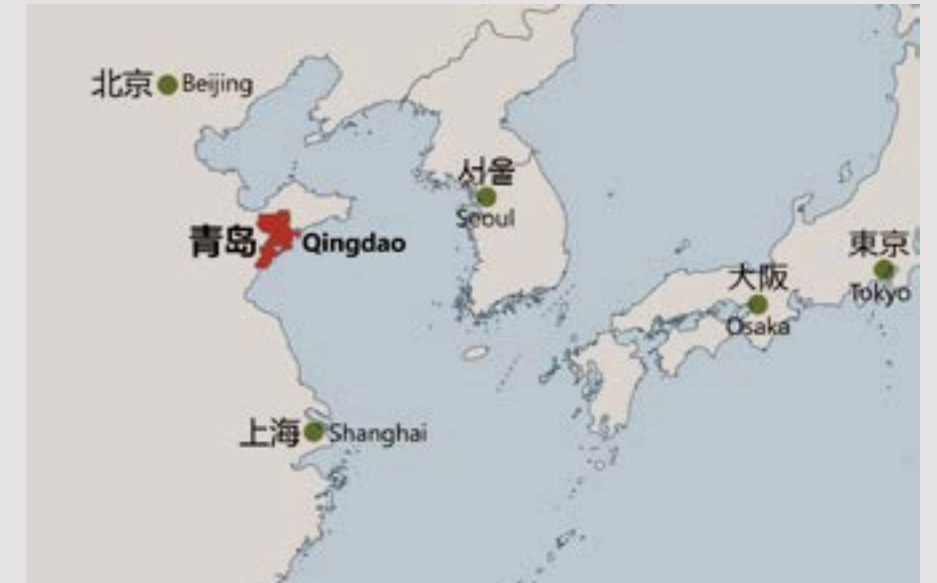 北京 Beijing
서울
Seoul
青岛 Qingdao
東京
Tokyo
大阪
Osaka
上海 Shanghai